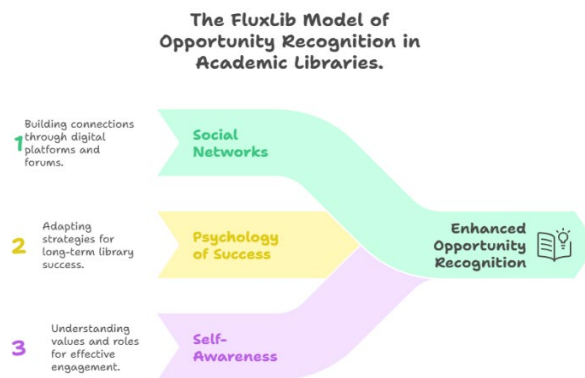 The FluxLib Model of
Opportunity Recognition in
Academic Libraries.
1
Building connections
through digital
platforms and
forums.
Social
Networks
2
Adapting
strategies for
long-term library
success.
Psychology
of Success
3
Understanding
values and roles
for effective
engagement.
Self-
Awareness
Enhanced
Opportunity
Recognition